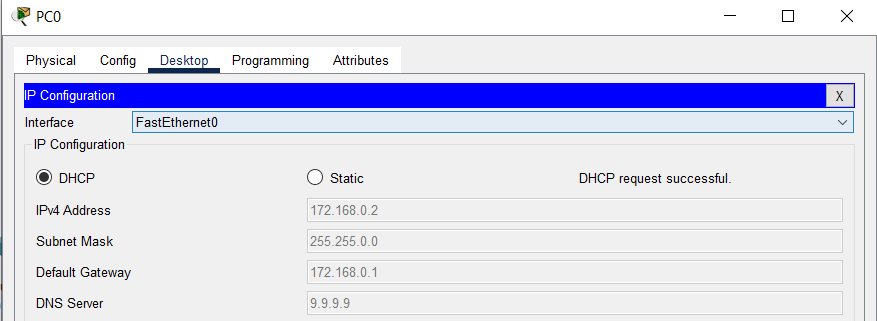 PC0
Physical Config Desktop Programming Attributes
IP Configuration X
Interface FastEthernet0
IP Configuration
DHCP Static DHCP request successful.
IPv4 Address 172.168.0.2
Subnet Mask 255.255.0.0
Default Gateway 172.168.0.1
DNS Server 9.9.9.9